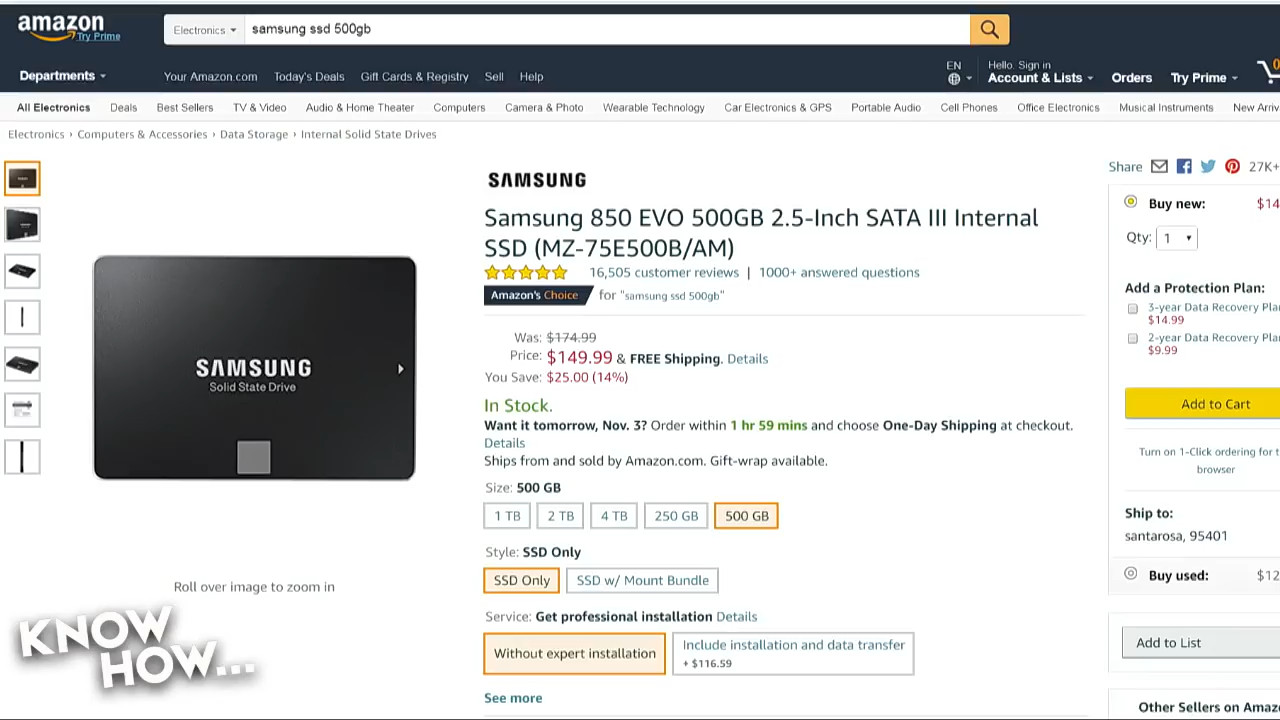 amazon
Try Prime
Electronics
samsung ssd 500gb
Departments
Your Amazon.com Today's Deals Gift Cards & Registry Sell Help
EN
Hello. Sign in
Account & Lists
Orders
Try Prime
0
All Electronics Deals Best Sellers TV & Video Audio & Home Theater Computers Camera & Photo Wearable Technology Car Electronics & GPS Portable Audio Cell Phones Office Electronics Musical Instruments New Arriv
Electronics › Computers & Accessories › Data Storage › Internal Solid State Drives
SAMSUNG
Solid State Drive
Roll over image to zoom in
KNOW
HOW...
SAMSUNG
Samsung 850 EVO 500GB 2.5-Inch SATA III Internal
SSD (MZ-75E500B/AM)
16,505 customer reviews | 1000+ answered questions
Amazon's Choice for "samsung ssd 500gb"
Was: $174.99
Price: $149.99 & FREE Shipping. Details
You Save: $25.00 (14%)
In Stock.
Want it tomorrow, Nov. 3? Order within 1 hr 59 mins and choose One-Day Shipping at checkout.
Details
Ships from and sold by Amazon.com. Gift-wrap available.
Size: 500 GB
1 TB 2 TB 4 TB 250 GB 500 GB
Style: SSD Only
SSD Only SSD w/ Mount Bundle
Service: Get professional installation Details
Without expert installation
Include installation and data transfer
+ $116.59
See more
Share 27K+
Buy new: $14
Qty: 1
Add a Protection Plan:
3-year Data Recovery Pla
$14.99
2-year Data Recovery Pla
$9.99
Add to Cart
Turn on 1-Click ordering for t
browser
Ship to:
santarosa, 95401
Buy used: $12
Add to List
Other Sellers on Amaz